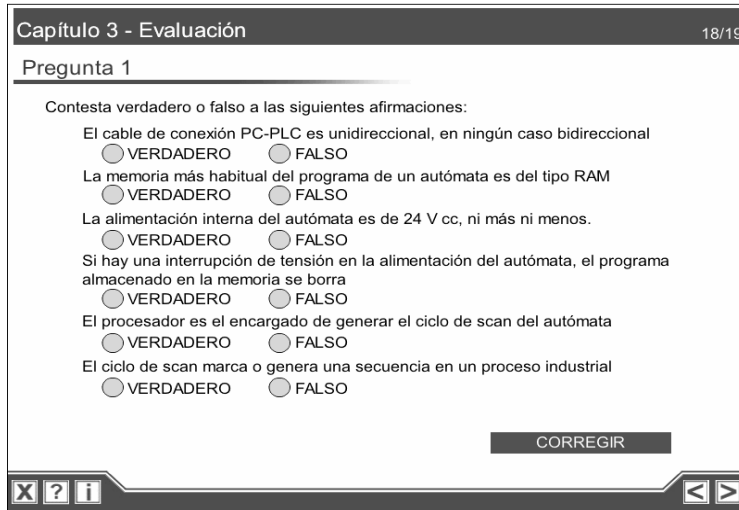 Capítulo 3 - Evaluación
18/19
Pregunta 1
Contesta verdadero o falso a las siguientes afirmaciones:
El cable de conexión PC-PLC es unidireccional, en ningún caso bidireccional
VERDADERO FALSO
La memoria más habitual del programa de un autómata es del tipo RAM
VERDADERO FALSO
La alimentación interna del autómata es de 24 V cc, ni más ni menos.
VERDADERO FALSO
Si hay una interrupción de tensión en la alimentación del autómata, el programa
almacenado en la memoria se borra
VERDADERO FALSO
El procesador es el encargado de generar el ciclo de scan del autómata
VERDADERO FALSO
El ciclo de scan marca o genera una secuencia en un proceso industrial
VERDADERO FALSO
CORREGIR
X ? i < >